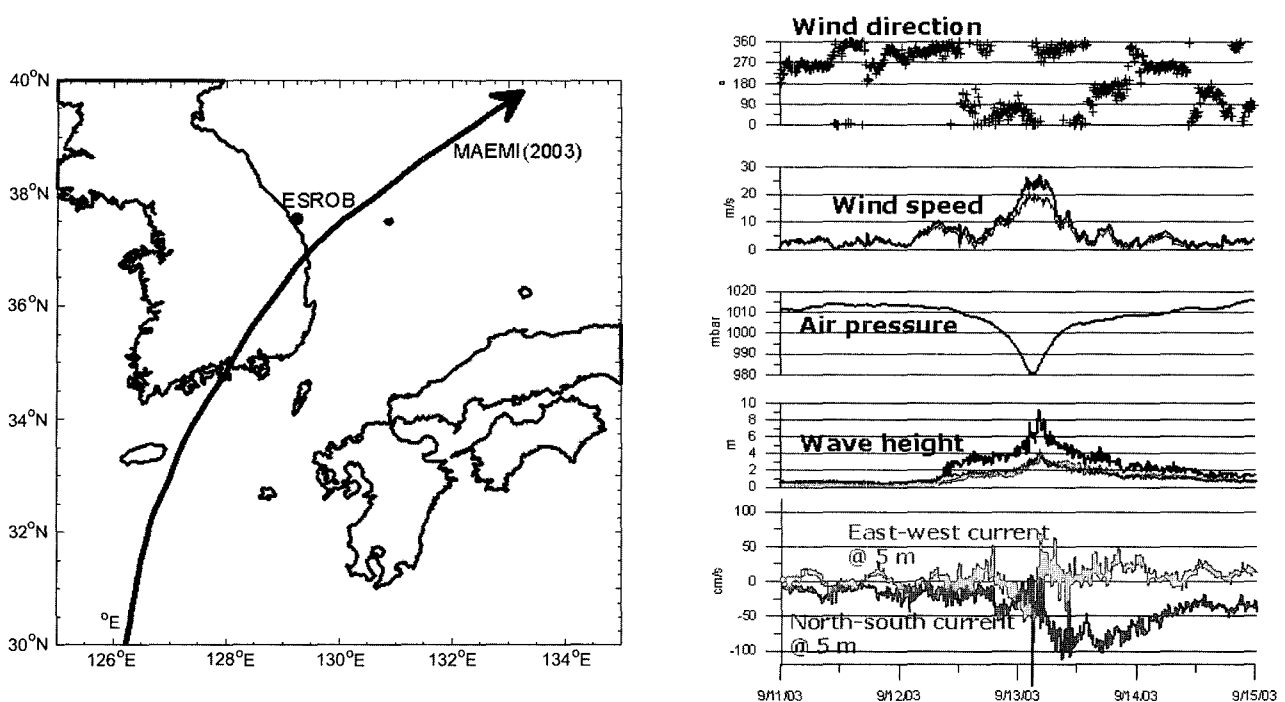 40°N
38°N
36°N
34°N
32°N
30°N
°E
126°E
128°E
130°E
132°E
134°E
MAEMI(2003)
ESROB
Wind direction
360
270
180
90
0
°
Wind speed
30
20
10
0
m/s
Air pressure
1020
1010
1000
990
980
mbar
Wave height
10
8
6
4
2
0
m
East-west current
@ 5 m
North-south current
@ 5 m
100
50
0
-50
-100
cm/s
9/11/03
9/12/03
9/13/03
9/14/03
9/15/03